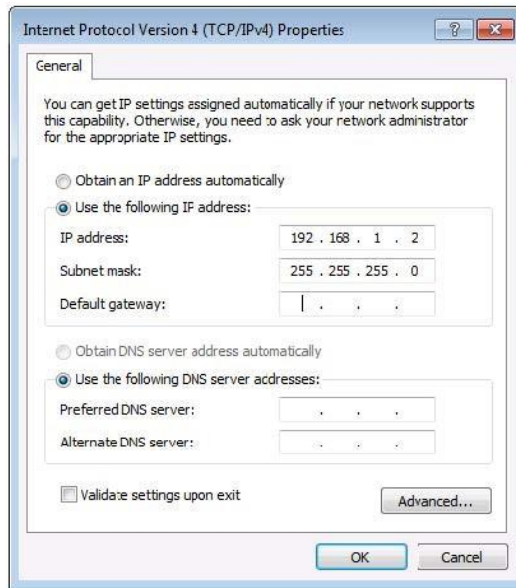 Internet Protocol Version 4 (TCP/IPv4) Properties
General
You can get IP settings assigned automatically if your network supports
this capability. Otherwise, you need to ask your network administrator
for the appropriate IP settings.
Obtain an IP address automatically
Use the following IP address:
IP address: 192 . 168 . 1 . 2
Subnet mask: 255 . 255 . 255 . 0
Default gateway: . . .
Obtain DNS server address automatically
Use the following DNS server addresses:
Preferred DNS server: . . .
Alternate DNS server: . . .
Validate settings upon exit
Advanced...
OK Cancel